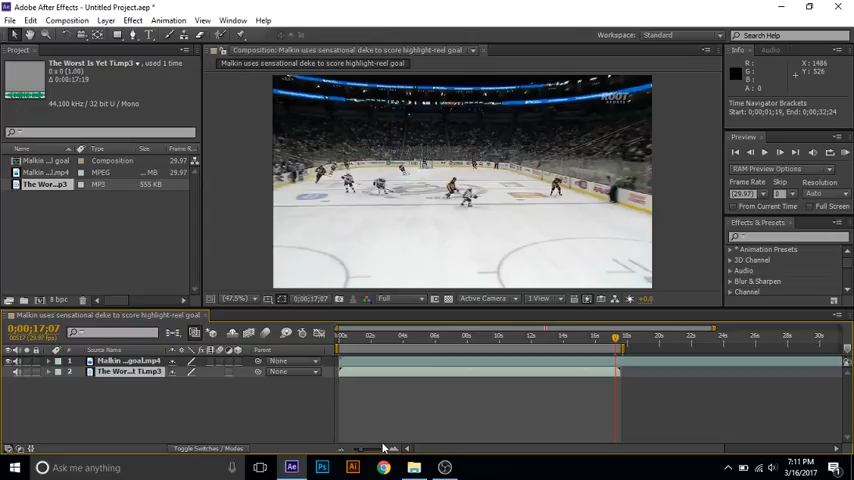 Adobe After Effects - Untitled Project.aep *
File Edit Composition Layer Effect Animation View Window Help
Workspace: Standard Search Help
Project
The Worst Is Yet Ti.mp3 , used 1 time
0 x 0 (1.00)
Δ 0:00:17:19
44.100 kHz / 32 bit U / Mono
Name Type Size Frame R...
Malkin ...l goal Composition 29.97
Malkin ...l.mp4 MPEG ... MB 29.97
The Wor...p3 MP3 555 KB
8 bpc
Composition: Malkin uses sensational deke to score highlight-reel goal
Malkin uses sensational deke to score highlight-reel goal
ROOT
SPORTS
(47.5%) 0;00;17;07 Full Active Camera 1 View +0.0
Info Audio
R : X : 1486
G : Y : 526
B :
A : 0
Time Navigator Brackets
Start: 0;00;01;19, End: 0;00;32;24
Preview
RAM Preview Options
Frame Rate Skip Resolution
(29.97) 0 Auto
From Current Time Full Screen
Effects & Presets
* Animation Presets
3D Channel
Audio
Blur & Sharpen
Channel
Malkin uses sensational deke to score highlight-reel goal
0;00;17;07
00517 (29.97 fps)
:00s 02s 04s 06s 08s 10s 12s 14s 16s 18s 20s 22s 24s 26s 28s 30s
# Source Name Parent
1 Malkin ...goal.mp4 None
2 The Wor...t Ti.mp3 None
Toggle Switches / Modes
Ask me anything
Ae Ps Ai
7:11 PM
3/16/2017